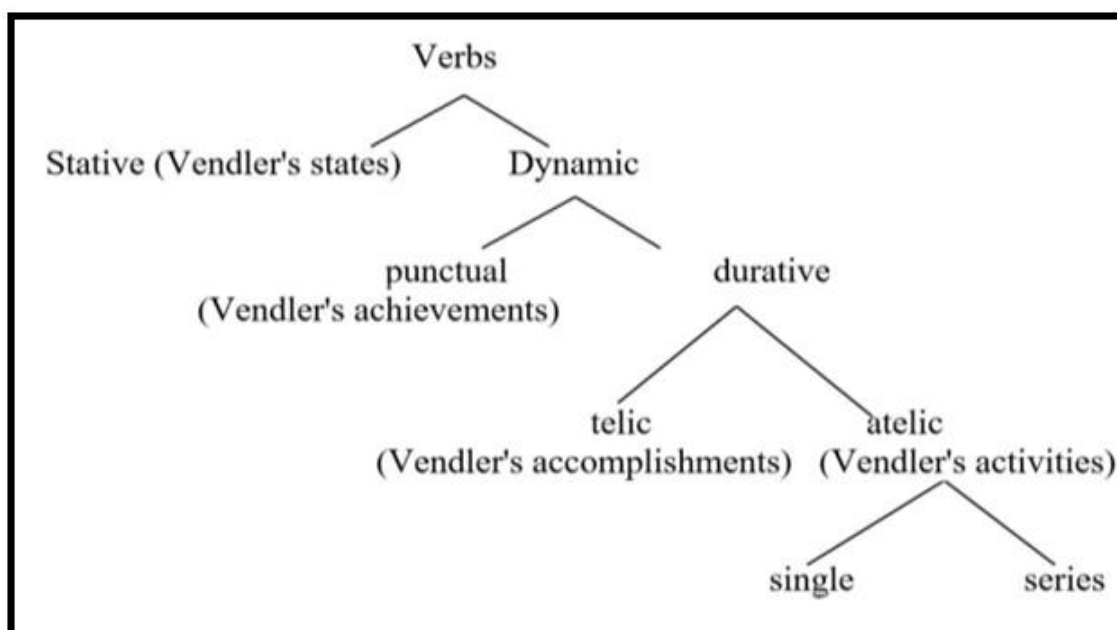 Verbs
Stative (Vendler's states) Dynamic
punctual durative
(Vendler's achievements)
telic atelic
(Vendler's accomplishments) (Vendler's activities)
single series